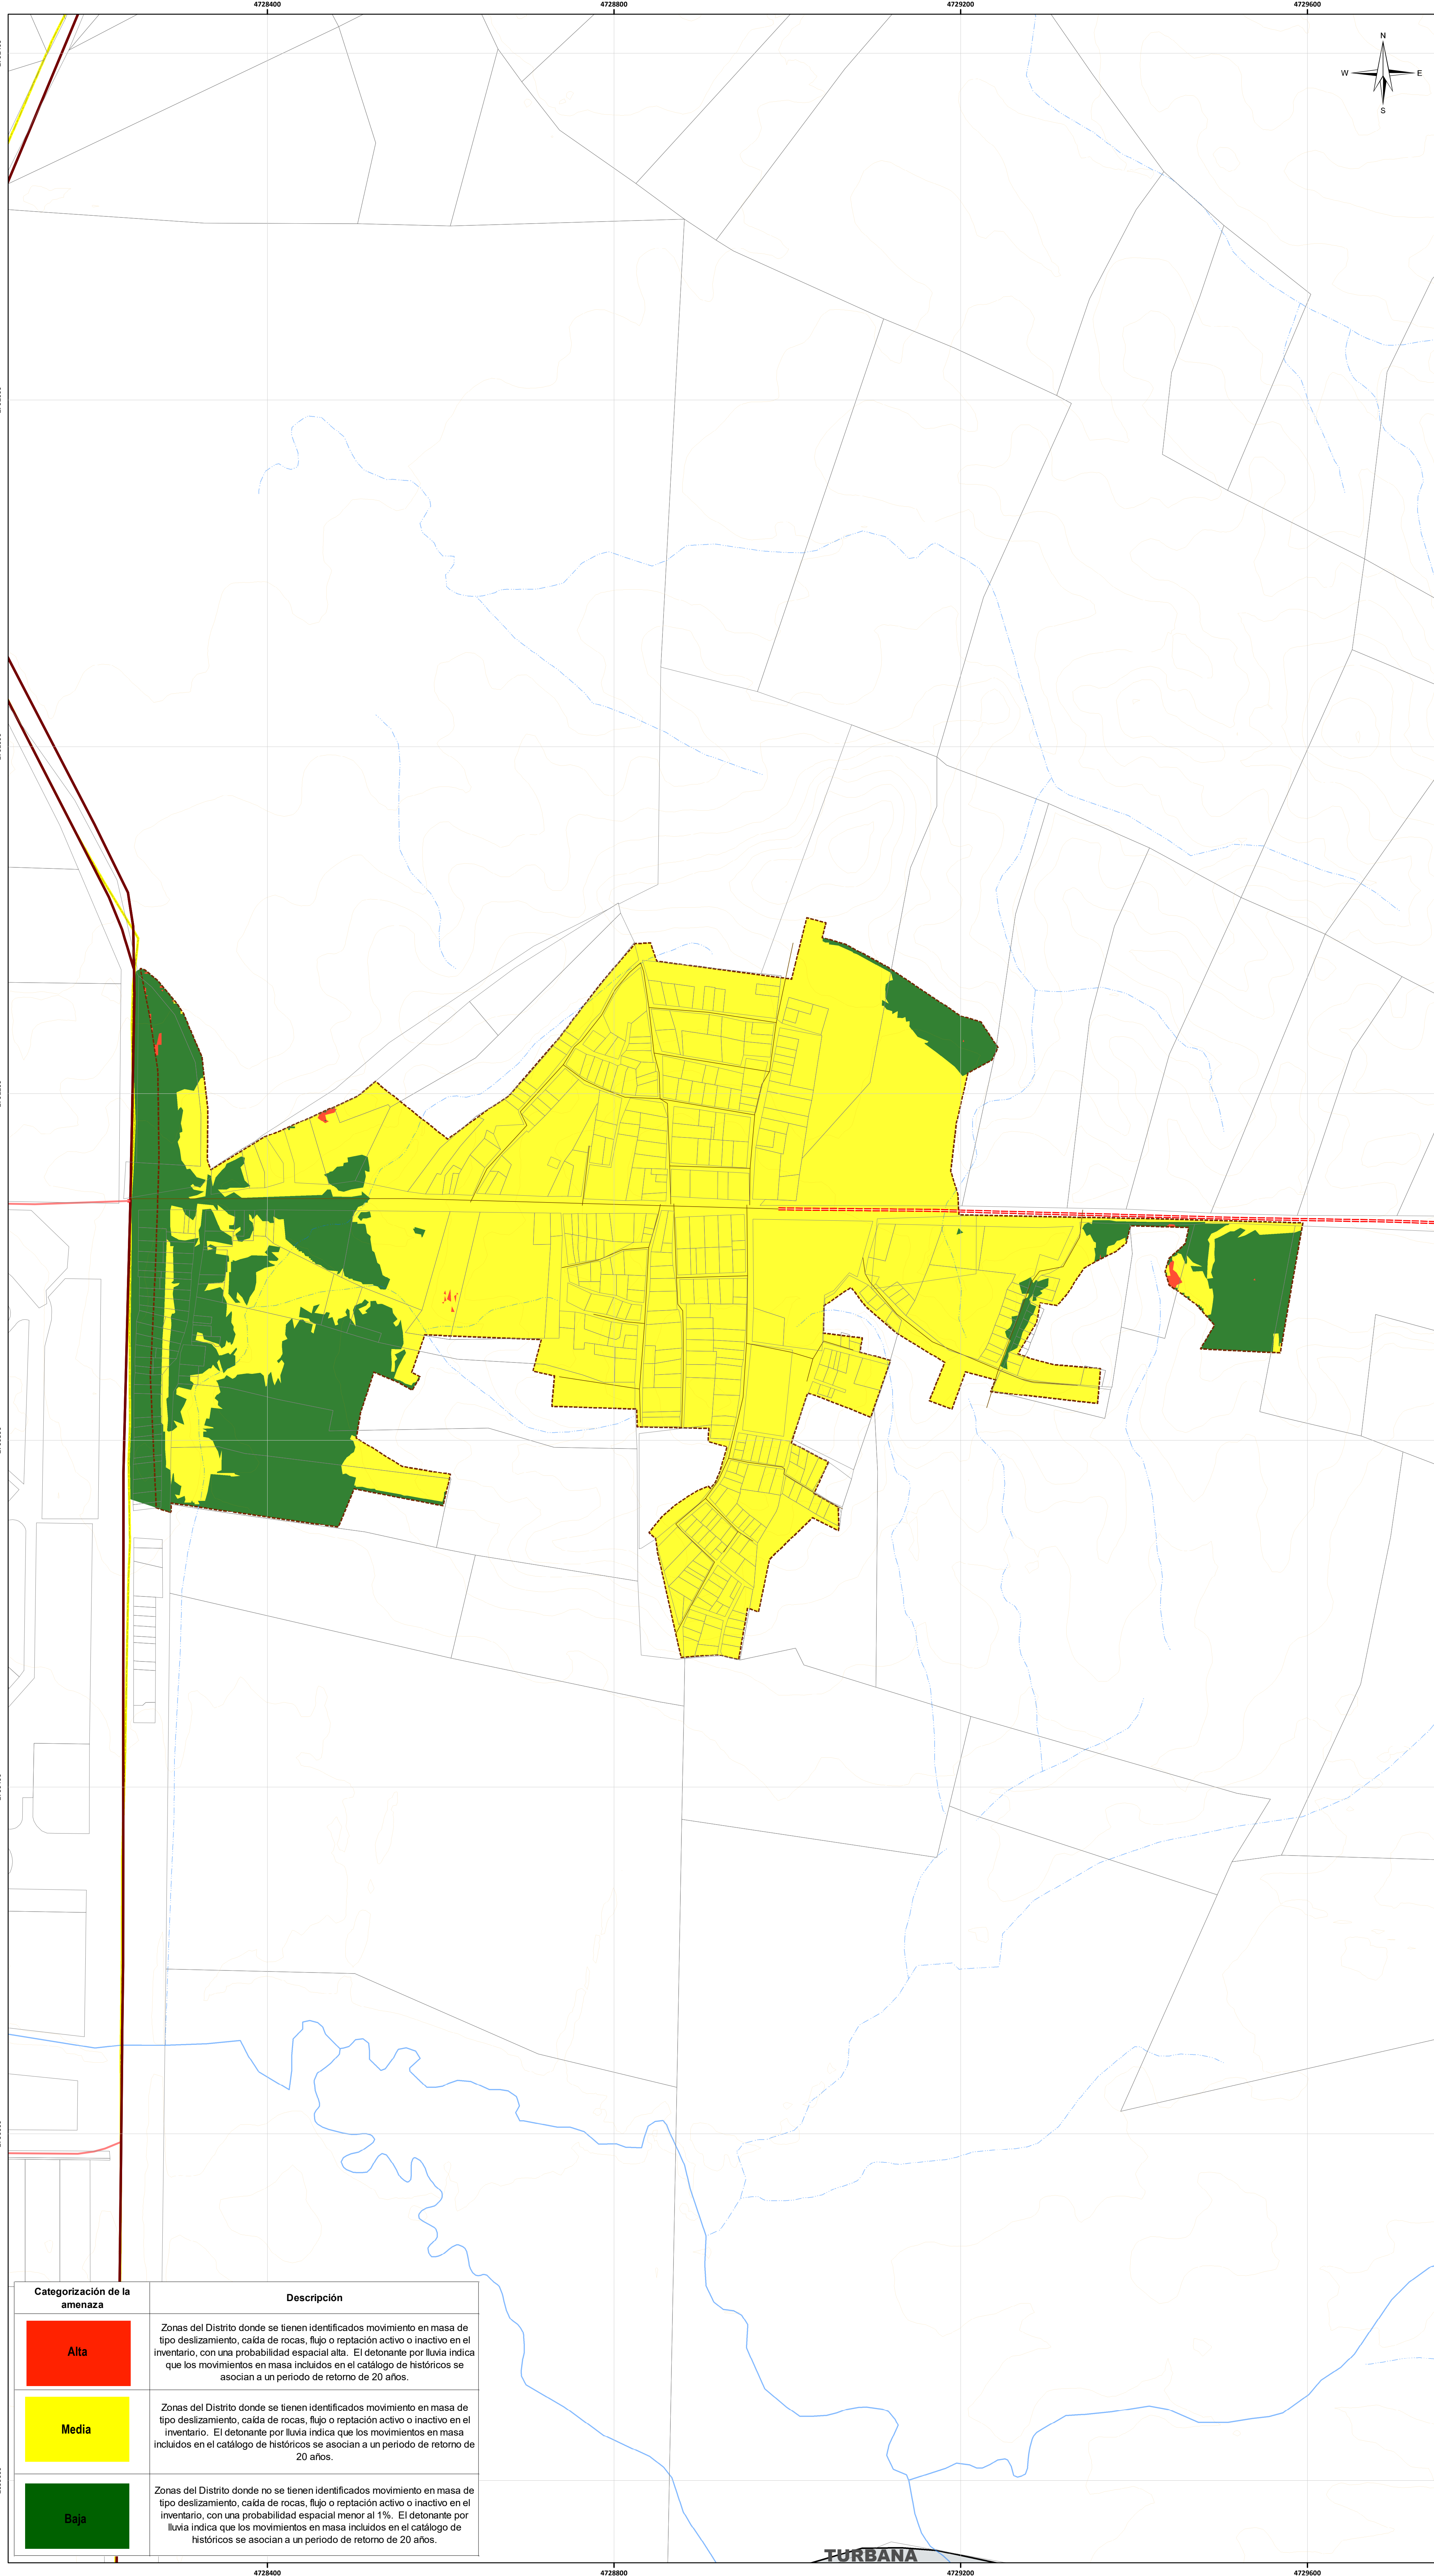 4728400 4728800 4729200 4729600
N
W E
S
Categorización de la
amenaza
Descripción
Alta
Zonas del Distrito donde se tienen identificados movimiento en masa de
tipo deslizamiento, caída de rocas, flujo o reptación activo o inactivo en el
inventario, con una probabilidad espacial alta. El detonante por lluvia indica
que los movimientos en masa incluidos en el catálogo de históricos se
asocian a un periodo de retorno de 20 años.
Media
Zonas del Distrito donde se tienen identificados movimiento en masa de
tipo deslizamiento, caída de rocas, flujo o reptación activo o inactivo en el
inventario. El detonante por lluvia indica que los movimientos en masa
incluidos en el catálogo de históricos se asocian a un periodo de retorno de
20 años.
Baja
Zonas del Distrito donde no se tienen identificados movimiento en masa de
tipo deslizamiento, caída de rocas, flujo o reptación activo o inactivo en el
inventario, con una probabilidad espacial menor al 1%. El detonante por
lluvia indica que los movimientos en masa incluidos en el catálogo de
históricos se asocian a un periodo de retorno de 20 años.
TURBANA
4728400 4728800 4729200 4729600